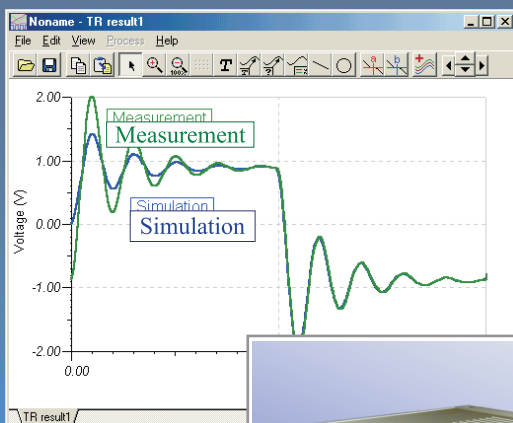 Noname - TR result1
File Edit View Process Help
T
100%
a
b
2.00
1.00
0.00
-1.00
-2.00
Voltage (V)
Measurement
Measurement
Simulation
Simulation
0.00
TR result1